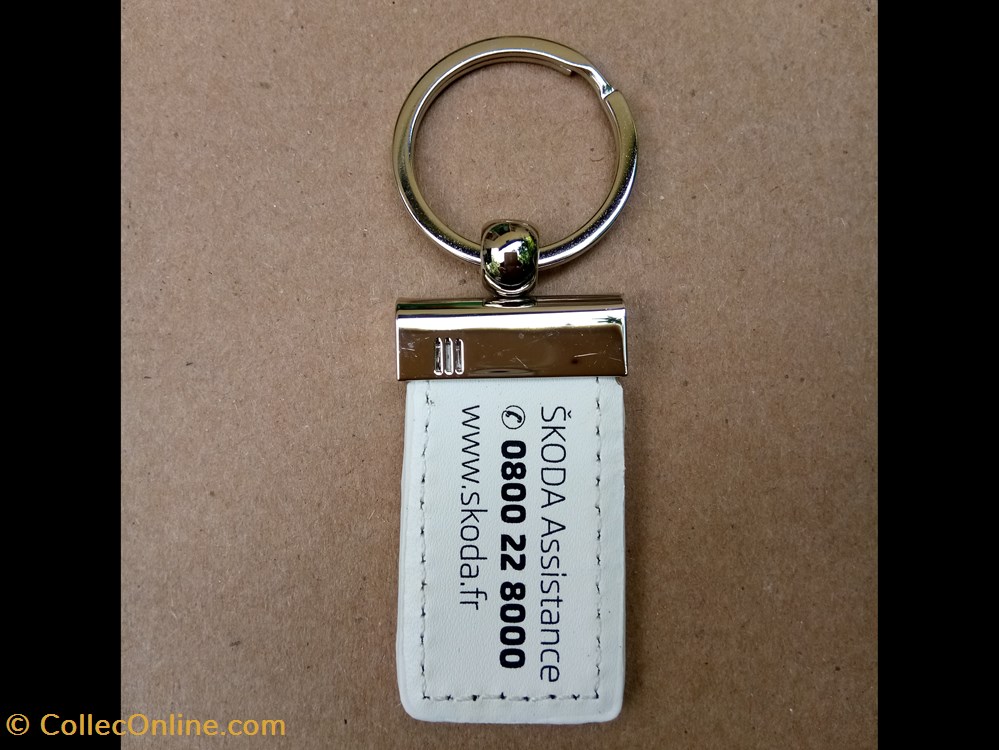 ŠKODA Assistance
✆ 0800 22 8000
www.skoda.fr
© CollecOnline.com